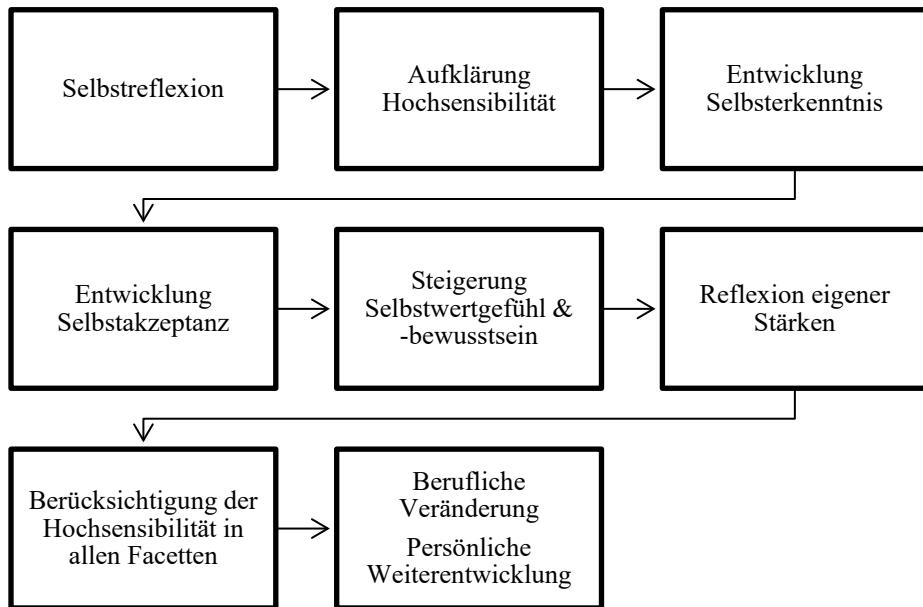 Selbstreflexion
Aufklärung
Hochsensibilität
Entwicklung
Selbsterkenntnis
Entwicklung
Selbstakzeptanz
Steigerung
Selbstwertgefühl &
-bewusstsein
Reflexion eigener
Stärken
Berücksichtigung der
Hochsensibilität in
allen Facetten
Berufliche
Veränderung
Persönliche
Weiterentwicklung